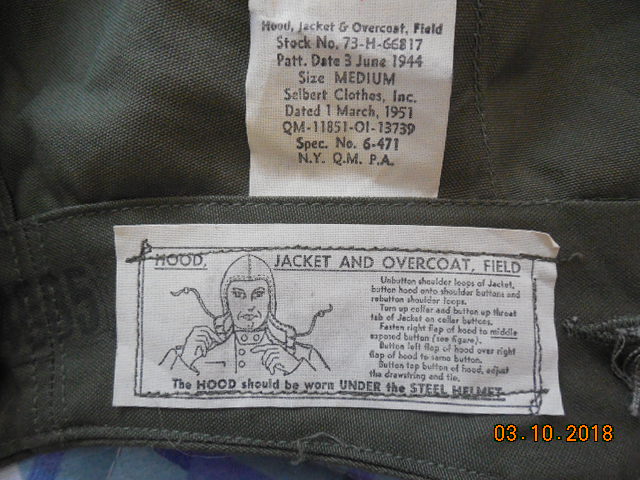 Hood, Jacket & Overcoat, Field
Stock No. 73-H-66817
Patt. Date 3 June 1944
Size MEDIUM
Seibert Clothes, Inc.
Dated 1 March, 1951
QM-11851-OI-13739
Spec. No. 6-471
N.Y. Q.M. P.A.
HOOD, JACKET AND OVERCOAT, FIELD
Unbutton shoulder loops of Jacket,
button hood onto shoulder buttons and
rebutton shoulder loops.
Turn up collar and button up throat
tab of Jacket on collar buttons.
Fasten right flap of hood to middle
exposed button (see figure).
Button left flap of hood over right
flap of hood to same button.
Button top button of hood, adjust
the drawstring and tie.
The HOOD should be worn UNDER the STEEL HELMET
03.10.2018